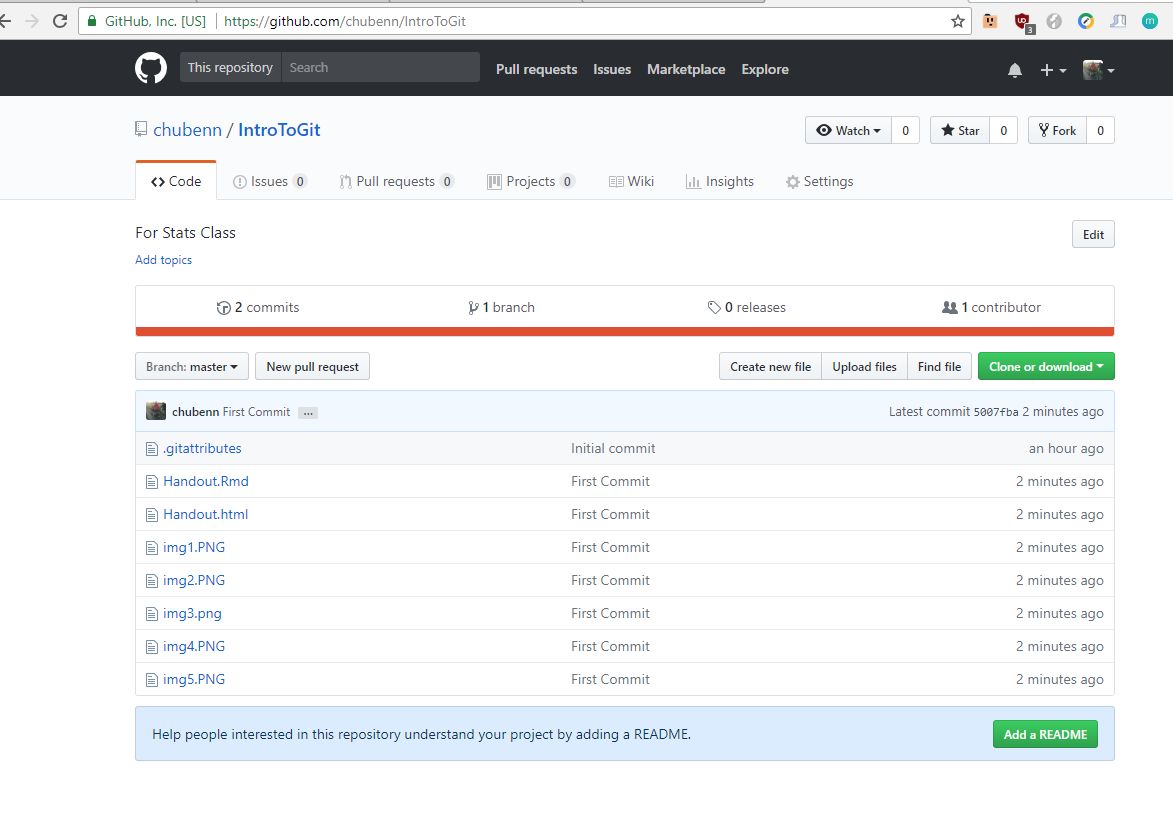 GitHub, Inc. [US] https://github.com/chubenn/IntroToGit
3
m
This repository Search Pull requests Issues Marketplace Explore
chubenn / IntroToGit Watch 0 Star 0 Fork 0
Code Issues 0 Pull requests 0 Projects 0 Wiki Insights Settings
For Stats Class Edit
Add topics
2 commits 1 branch 0 releases 1 contributor
Branch: master New pull request Create new file Upload files Find file Clone or download
chubenn First Commit ... Latest commit 5007fba 2 minutes ago
.gitattributes Initial commit an hour ago
Handout.Rmd First Commit 2 minutes ago
Handout.html First Commit 2 minutes ago
img1.PNG First Commit 2 minutes ago
img2.PNG First Commit 2 minutes ago
img3.png First Commit 2 minutes ago
img4.PNG First Commit 2 minutes ago
img5.PNG First Commit 2 minutes ago
Help people interested in this repository understand your project by adding a README. Add a README